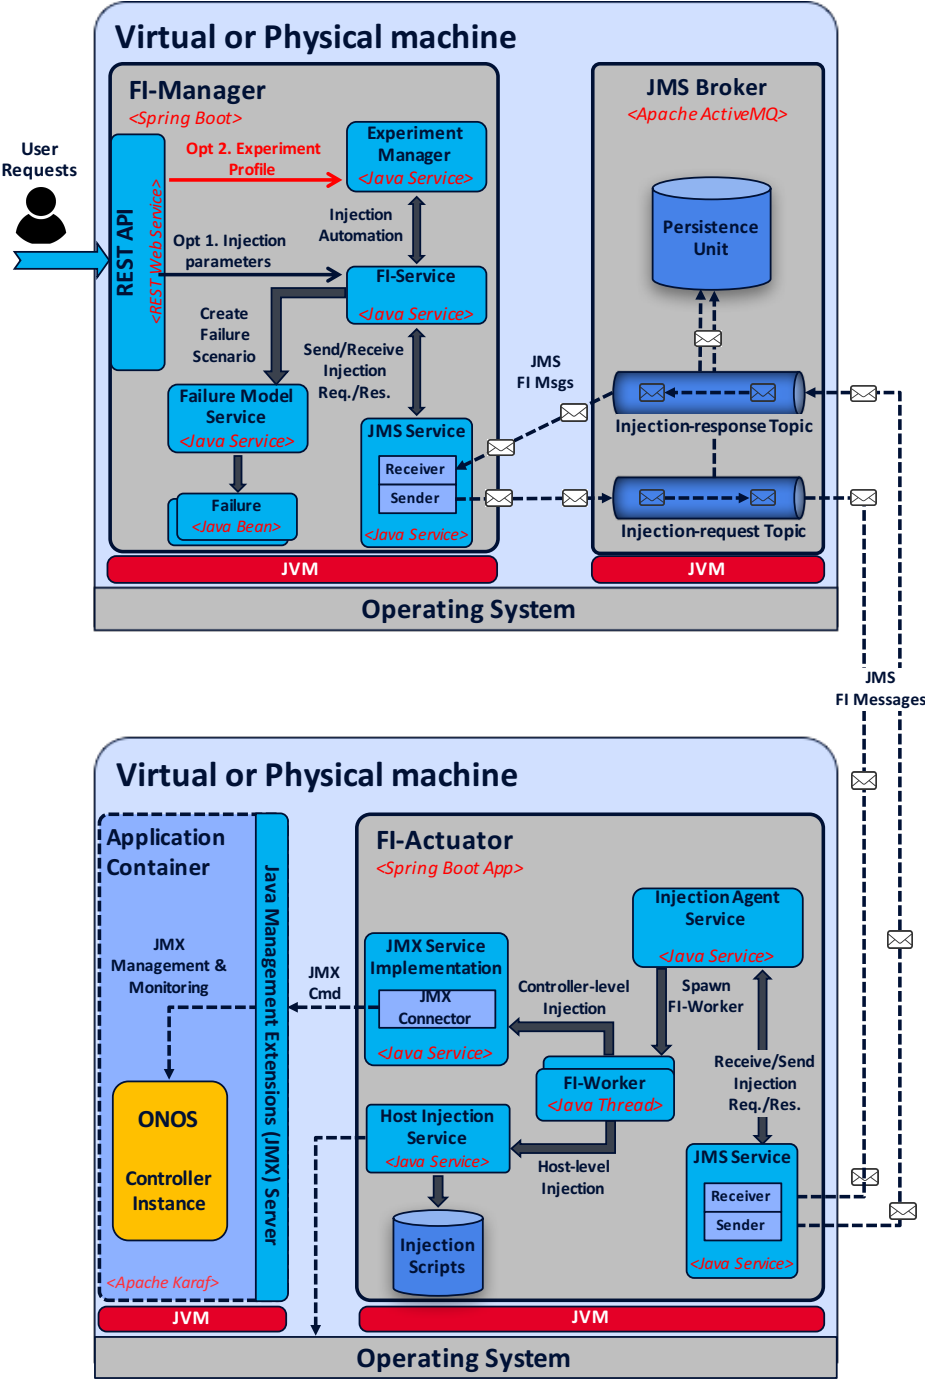 Virtual or Physical machine
FI-Manager
<Spring Boot>
JMS Broker
<Apache ActiveMQ>
User
Requests
REST API
<REST Web Service>
Opt 2. Experiment
Profile
Experiment
Manager
<Java Service>
Injection
Automation
Opt 1. Injection
parameters
FI-Service
<Java Service>
Persistence
Unit
Create
Failure
Scenario
Send/Receive
Injection
Req./Res.
JMS
FI Msgs
Failure Model
Service
<Java Service>
JMS Service
Receiver
Sender
<Java Service>
Injection-response Topic
Failure
<Java Bean>
Injection-request Topic
JVM
JVM
Operating System
JMS
FI Messages
Virtual or Physical machine
Application
Container
Java Management Extensions (JMX) Server
FI-Actuator
<Spring Boot App>
Injection Agent
Service
<Java Service>
JMX
Management &
Monitoring
JMX
Cmd
JMX Service
Implementation
JMX
Connector
<Java Service>
Controller-level
Injection
Spawn
FI-Worker
Receive/Send
Injection
Req./Res.
FI-Worker
<Java Thread>
ONOS
Controller
Instance
Host Injection
Service
<Java Service>
Host-level
Injection
JMS Service
Receiver
Sender
<Java Service>
Injection
Scripts
<Apache Karaf>
JVM
JVM
Operating System